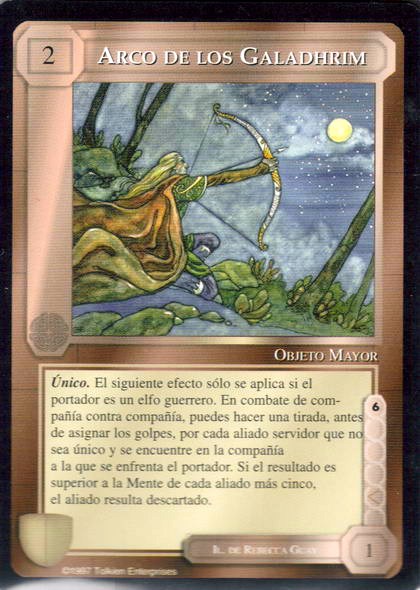 2
ARCO DE LOS GALADHRIM
OBJETO MAYOR
Único. El siguiente efecto sólo se aplica si el
portador es un elfo guerrero. En combate de com-
pañía contra compañía, puedes hacer una tirada, antes
de asignar los golpes, por cada aliado servidor que no
sea único y se encuentre en la compañía
a la que se enfrenta el portador. Si el resultado es
superior a la Mente de cada aliado más cinco,
el aliado resulta descartado.
6
IL. DE REBECCA GUAY
1
©1997 Tolkien Enterprises